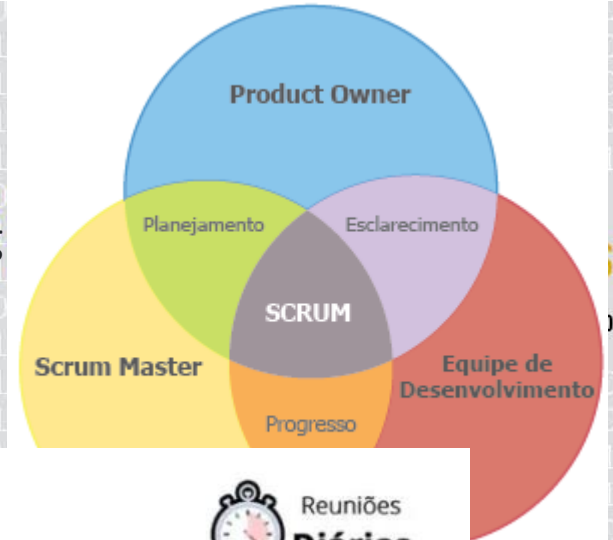 Product Owner
Planejamento
Esclarecimento
SCRUM
Scrum Master
Equipe de
Desenvolvimento
Progresso
Reuniões